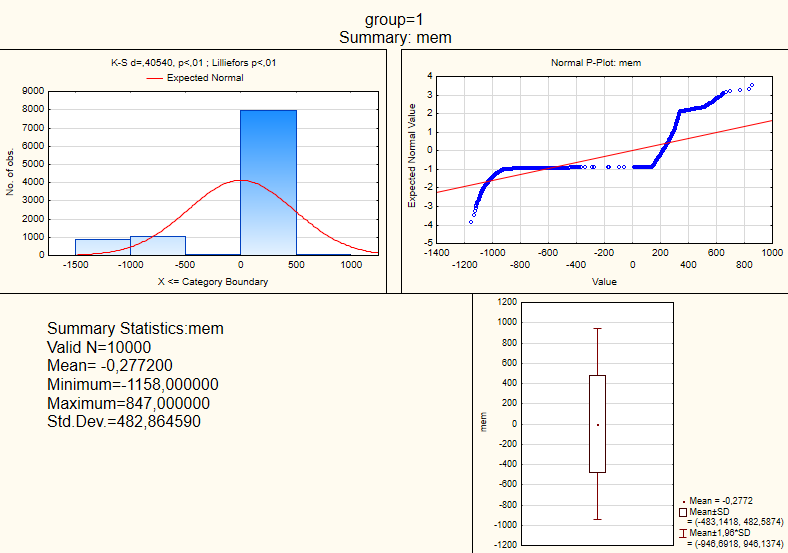 group=1
Summary: mem
K-S d=,40540, p<,01 ; Lilliefors p<,01
Expected Normal
No. of obs.
9000
8000
7000
6000
5000
4000
3000
2000
1000
0
-1500 -1000 -500 0 500 1000
X <= Category Boundary
Normal P-Plot: mem
Expected Normal Value
4
3
2
1
0
-1
-2
-3
-4
-5
-1400 -1000 -600 -200 200 600 1000
-1200 -800 -400 0 400 800
Value
Summary Statistics:mem
Valid N=10000
Mean= -0,277200
Minimum=-1158,000000
Maximum=847,000000
Std.Dev.=482,864590
mem
1200
1000
800
600
400
200
0
-200
-400
-600
-800
-1000
-1200
Mean = -0,2772
Mean±SD
= (-483,1418, 482,5874)
Mean±1,96*SD
= (-946,6918, 946,1374)